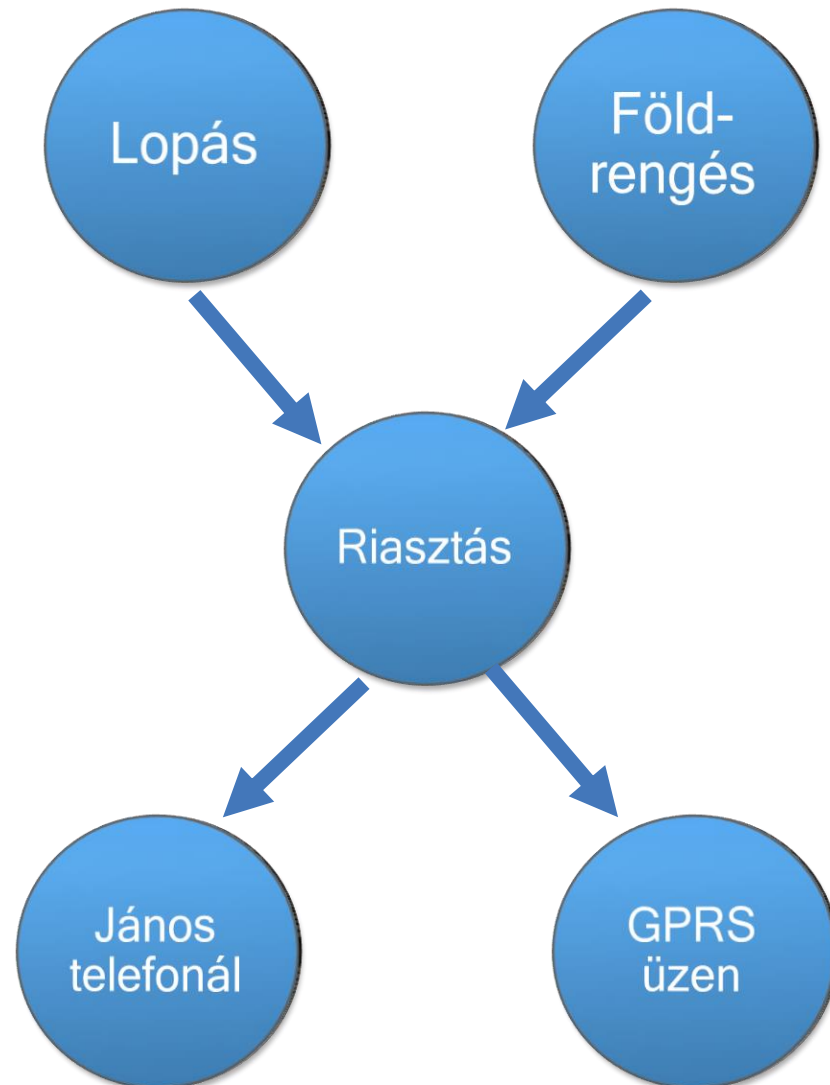 Lopás
Föld-
rengés
Riasztás
János
telefonál
GPRS
üzen